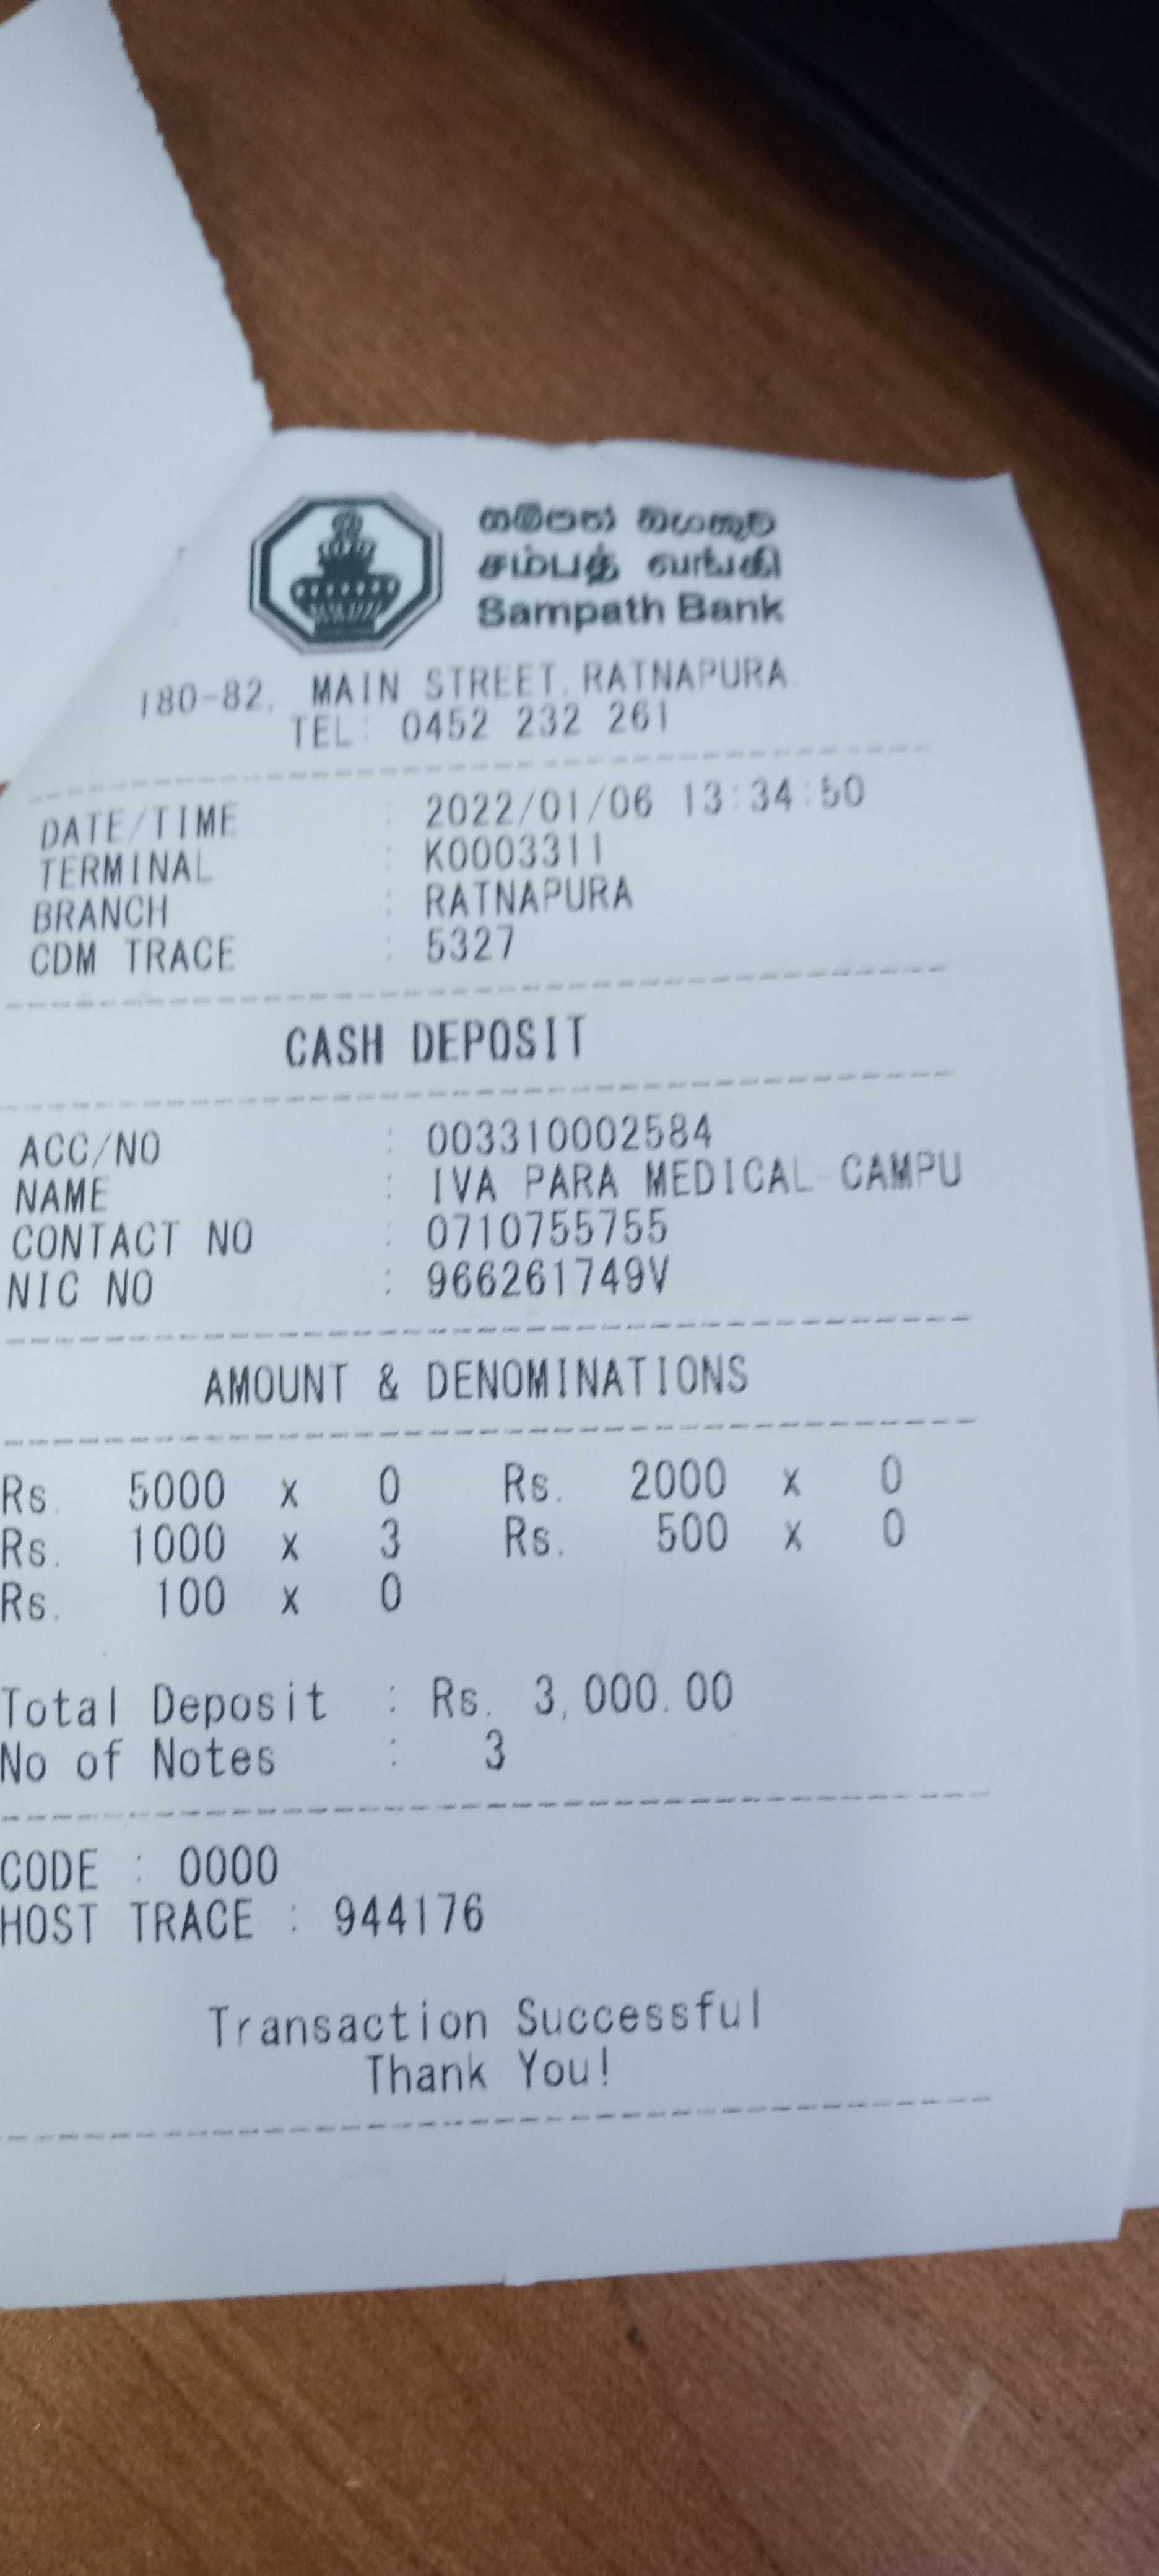 සම්පත් බැංකුව
சம்பத் வங்கி
Sampath Bank
180-82, MAIN STREET, RATNAPURA.
TEL: 0452 232 261
DATE/TIME : 2022/01/06 13:34:50
TERMINAL : K0003311
BRANCH : RATNAPURA
CDM TRACE : 5327
CASH DEPOSIT
ACC/NO : 003310002584
NAME : IVA PARA MEDICAL CAMPU
CONTACT NO : 0710755755
NIC NO : 966261749V
AMOUNT & DENOMINATIONS
Rs. 5000 x 0 Rs. 2000 x 0
Rs. 1000 x 3 Rs. 500 x 0
Rs. 100 x 0
Total Deposit : Rs. 3,000.00
No of Notes : 3
CODE : 0000
HOST TRACE : 944176
Transaction Successful
Thank You!